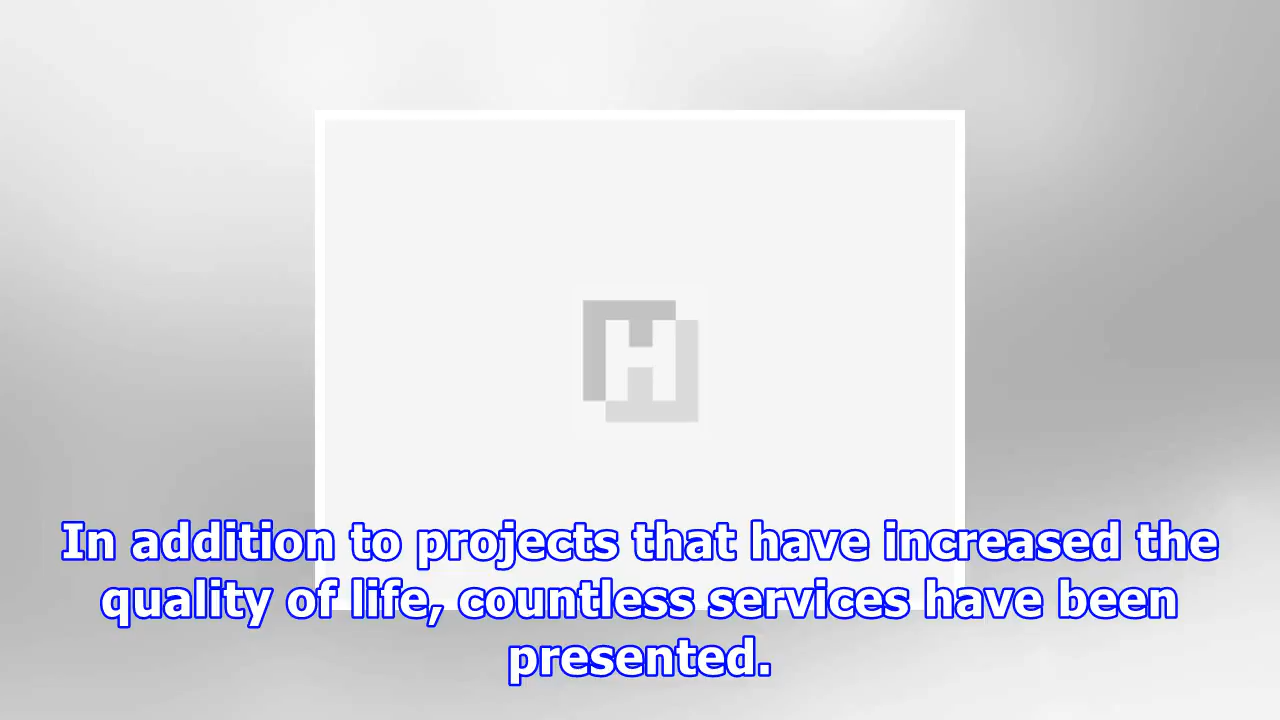 H
In addition to projects that have increased the
quality of life, countless services have been
presented.